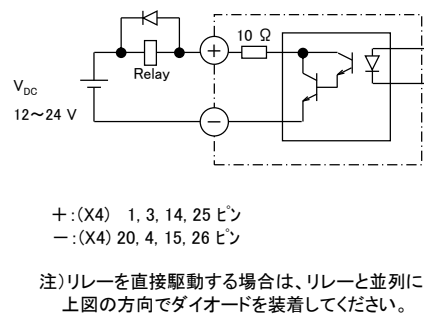 10 Ω
Relay
V_DC
12～24 V
＋
－
＋:(X4) 1, 3, 14, 25 ピン
－:(X4) 20, 4, 15, 26 ピン
注)リレーを直接駆動する場合は、リレーと並列に
上図の方向でダイオードを装着してください。